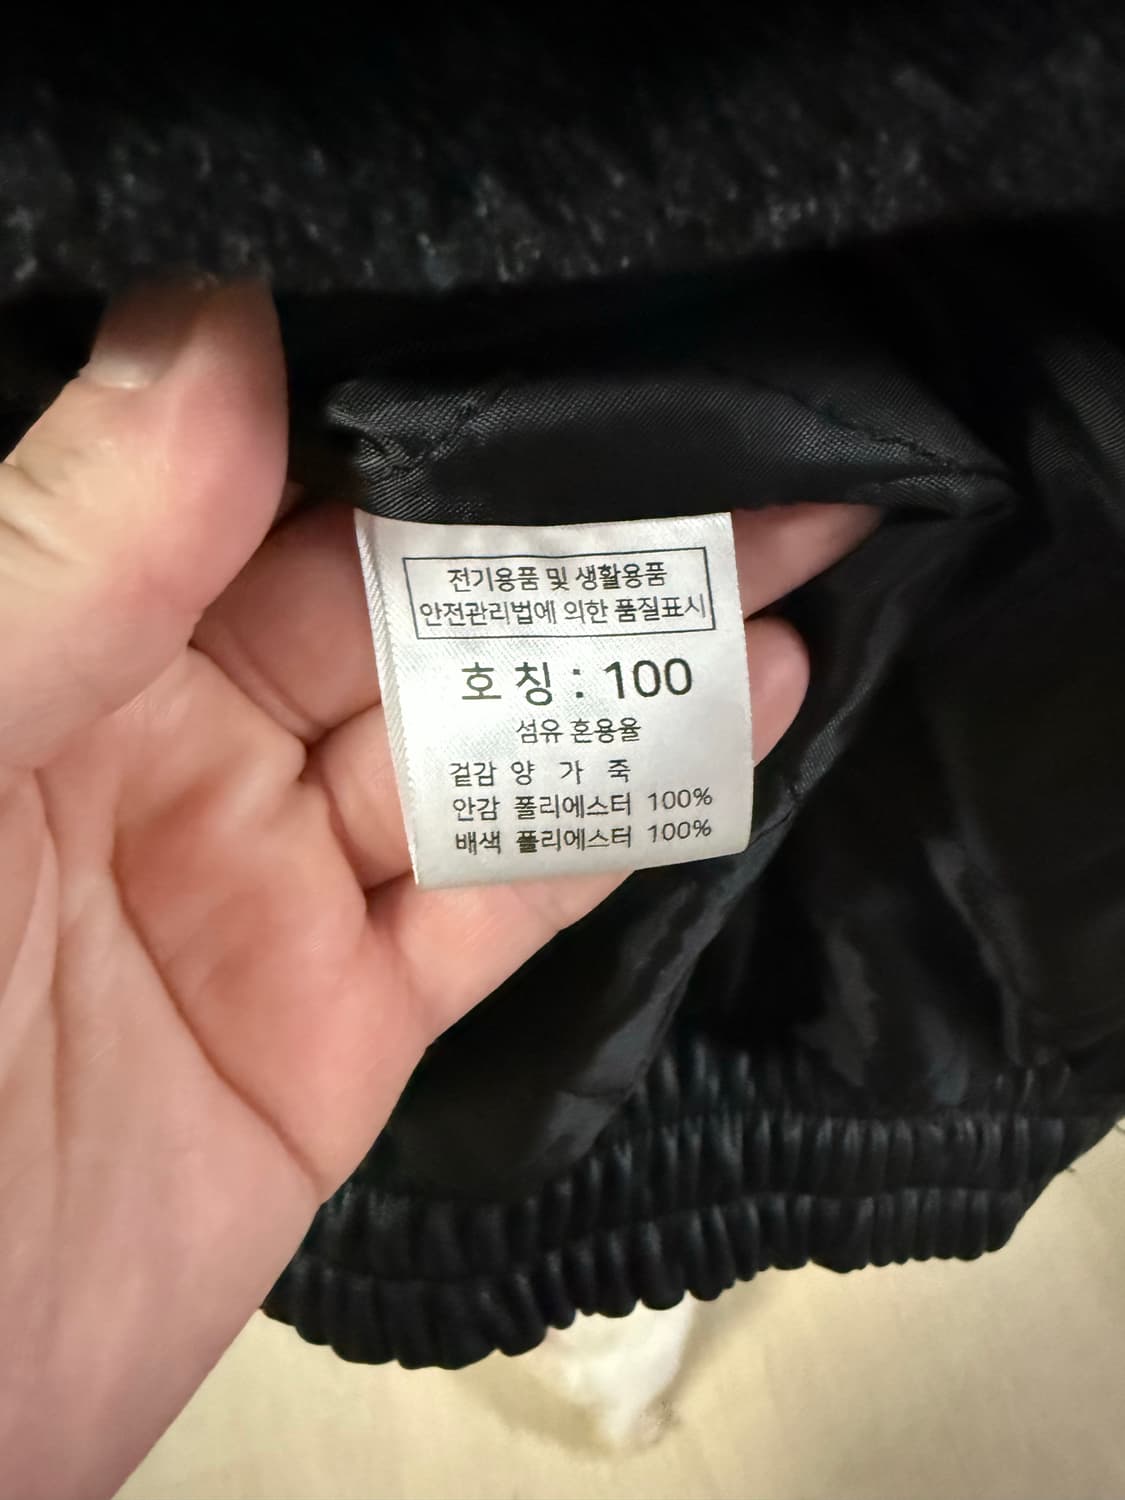 전기용품 및 생활용품
안전관리법에 의한 품질표시
호칭 : 100
섬유 혼용율
겉감 양 가 죽
안감 폴리에스터 100%
배색 폴리에스터 100%